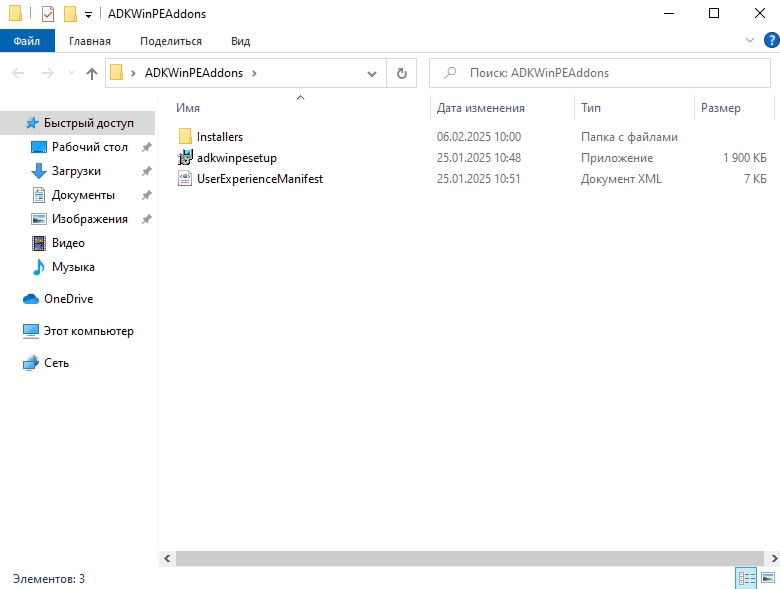 ADKWinPEAddons
Файл Главная Поделиться Вид
ADKWinPEAddons Поиск: ADKWinPEAddons
Имя Дата изменения Тип Размер
Быстрый доступ
Рабочий стол
Загрузки
Документы
Изображения
Видео
Музыка
OneDrive
Этот компьютер
Сеть
Installers 06.02.2025 10:00 Папка с файлами
adkwinpesetup 25.01.2025 10:48 Приложение 1 900 КБ
UserExperienceManifest 25.01.2025 10:51 Документ XML 7 КБ
Элементов: 3